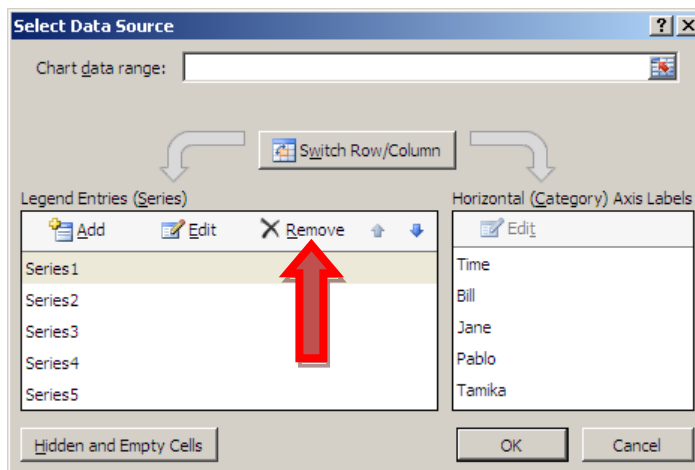 Select Data Source
Chart data range:
Switch Row/Column
Legend Entries (Series)
Add Edit Remove
Series1
Series2
Series3
Series4
Series5
Horizontal (Category) Axis Labels
Edit
Time
Bill
Jane
Pablo
Tamika
Hidden and Empty Cells
OK Cancel